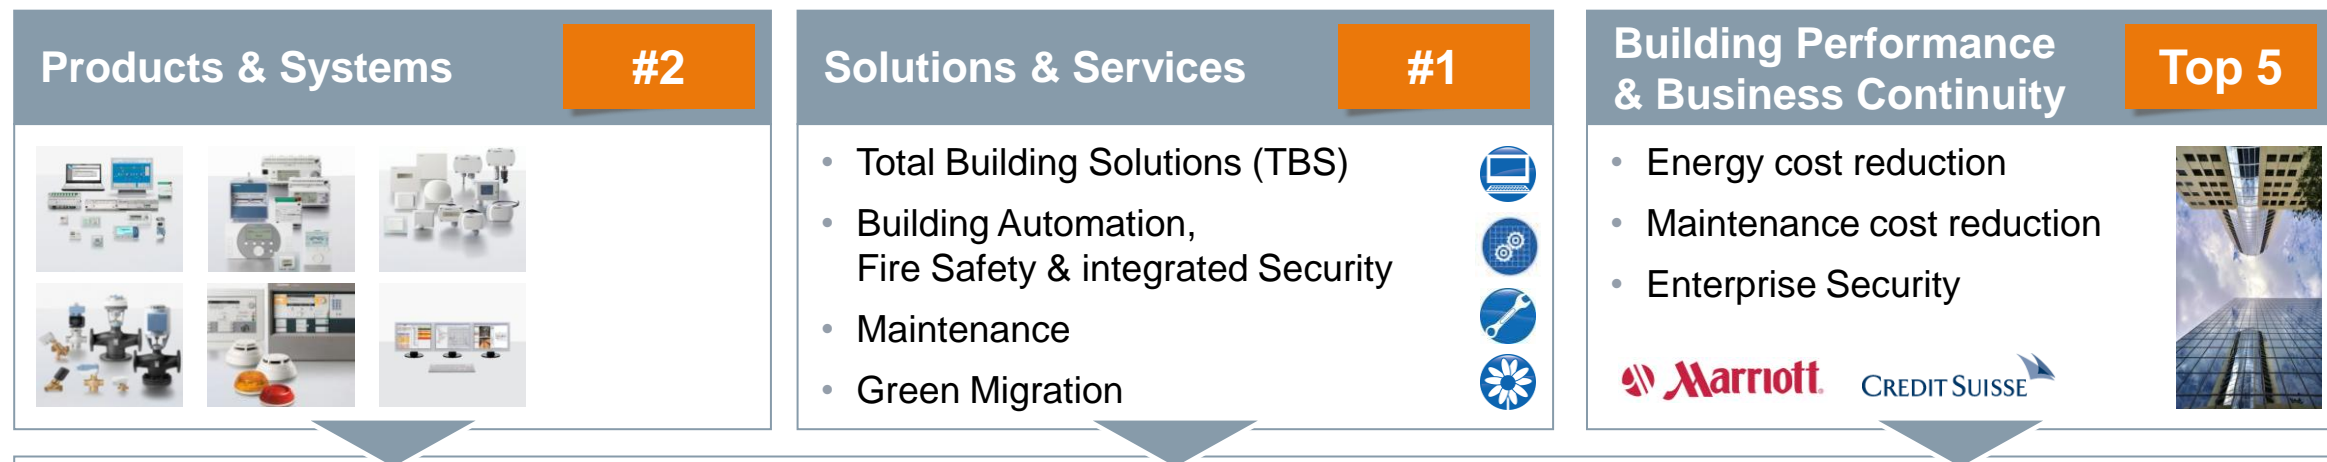 Products & Systems
#2
Solutions & Services
#1
Total Building Solutions (TBS)
Building Automation,
Fire Safety & integrated Security
Maintenance
Green Migration
Building Performance
& Business Continuity
Top 5
Energy cost reduction
Maintenance cost reduction
Enterprise Security
Marriott.
CREDIT SUISSE